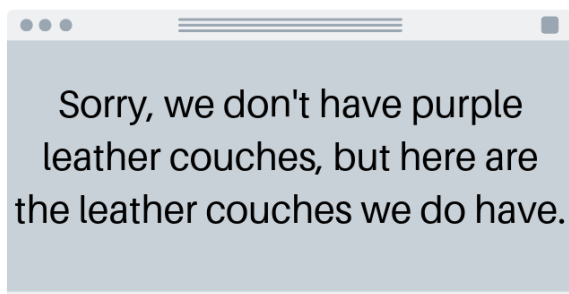 Sorry, we don't have purple
leather couches, but here are
the leather couches we do have.